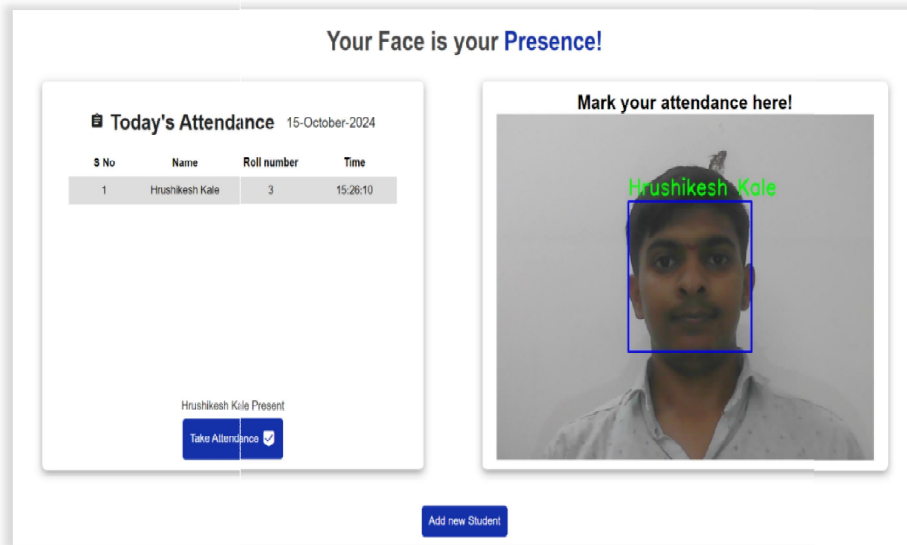 Your Face is your Presence!
Today's Attendance 15-October-2024
S No Name Roll number Time
1 Hrushikesh Kale 3 15:26:10
Hrushikesh Kale Present
Take Attendance
Mark your attendance here!
Hrushikesh Kale
Add new Student